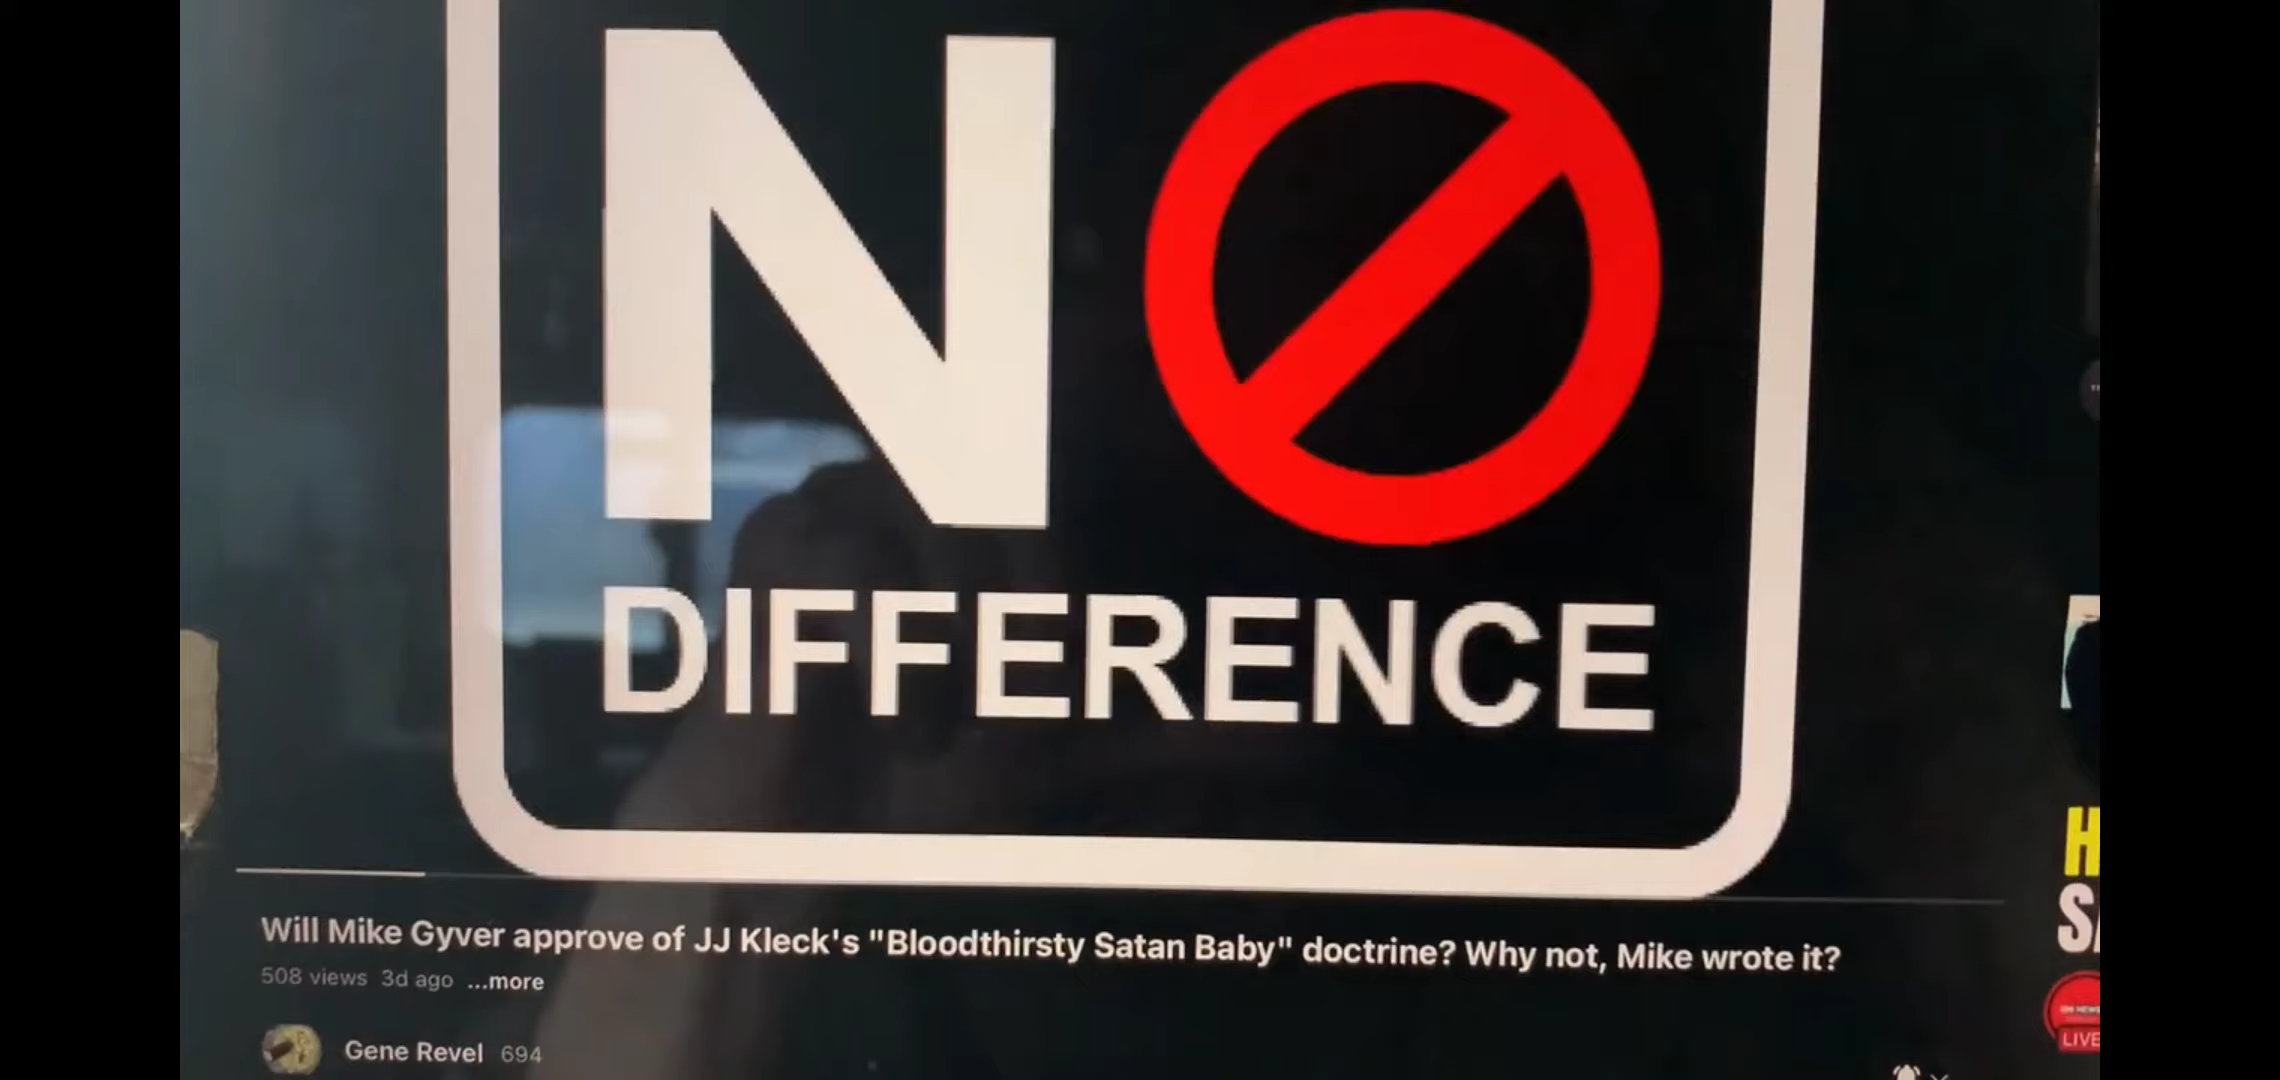 NO
DIFFERENCE
Will Mike Gyver approve of JJ Kleck's "Bloodthirsty Satan Baby" doctrine? Why not, Mike wrote it?
508 views 3d ago ...more
Gene Revel 694
H
SA
LIVE